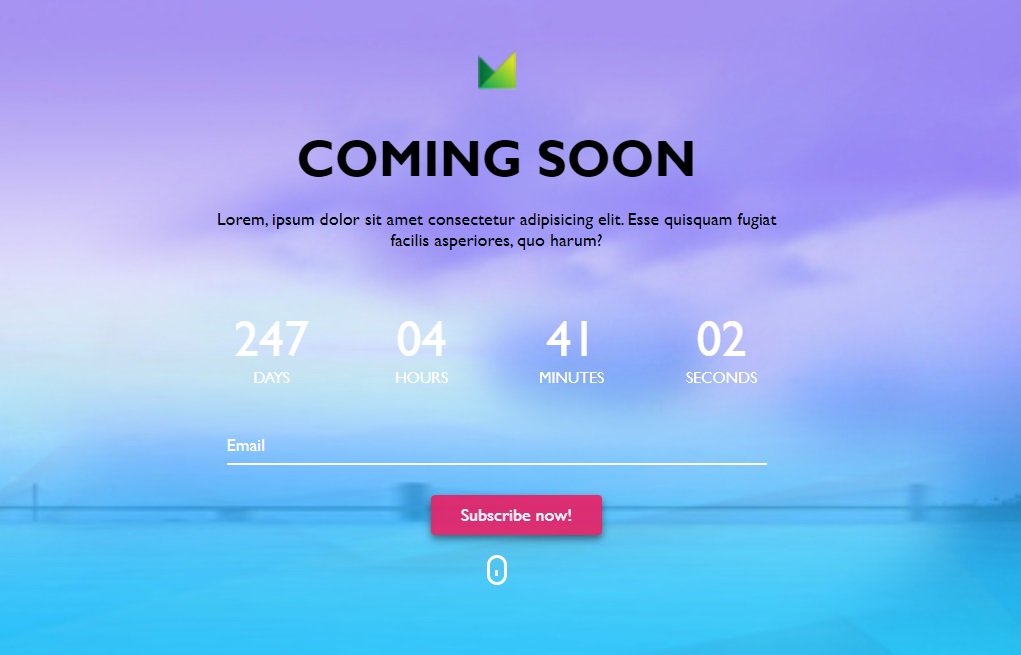 COMING SOON
Lorem, ipsum dolor sit amet consectetur adipisicing elit. Esse quisquam fugiat
facilis asperiores, quo harum?
247 04 41 02
DAYS HOURS MINUTES SECONDS
Email
Subscribe now!